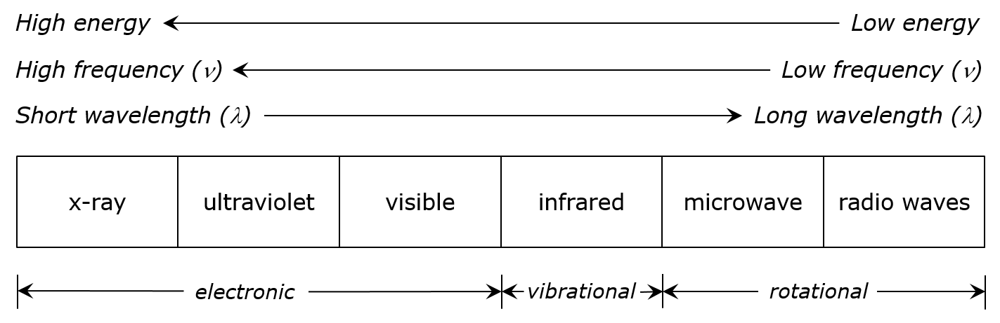 High energy Low energy
High frequency (ν) Low frequency (ν)
Short wavelength (λ) Long wavelength (λ)
x-ray ultraviolet visible infrared microwave radio waves
electronic vibrational rotational